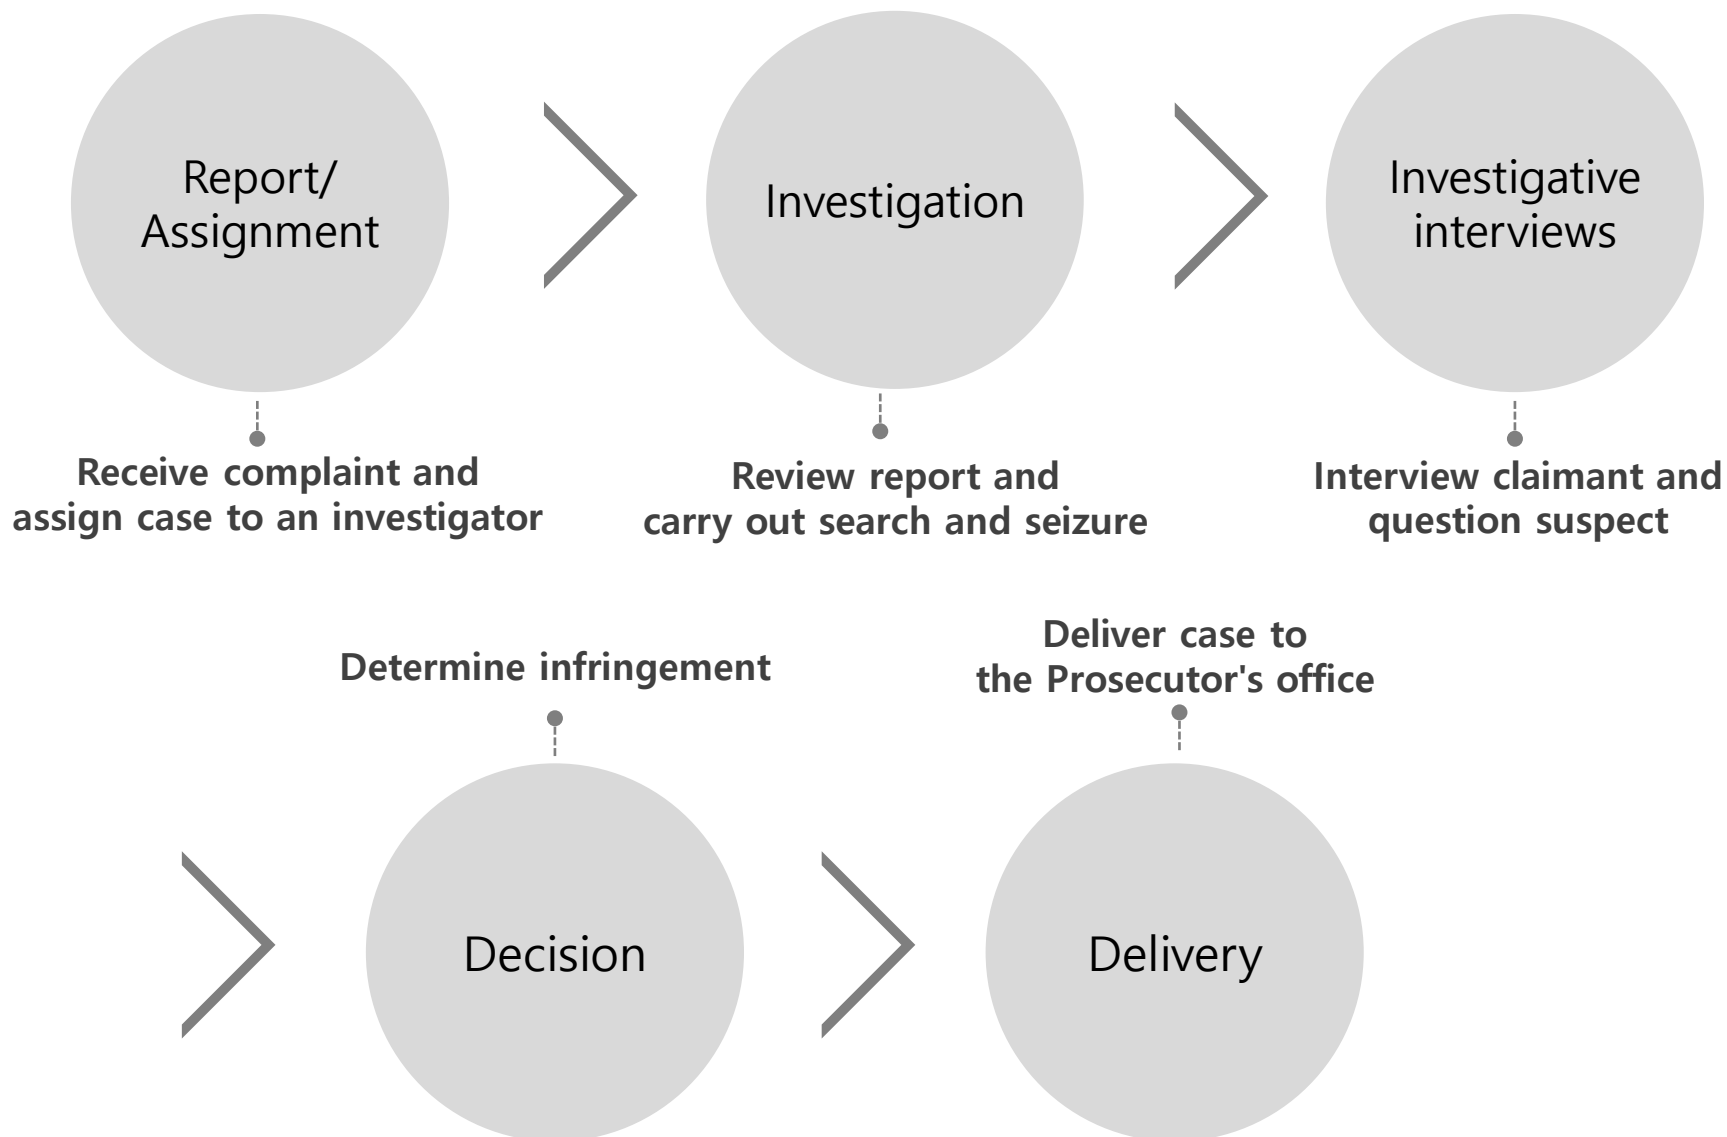 Report/
Assignment
Investigation
Investigative
interviews
Receive complaint and
assign case to an investigator
Review report and
carry out search and seizure
Interview claimant and
question suspect
Determine infringement
Deliver case to
the Prosecutor's office
Decision
Delivery